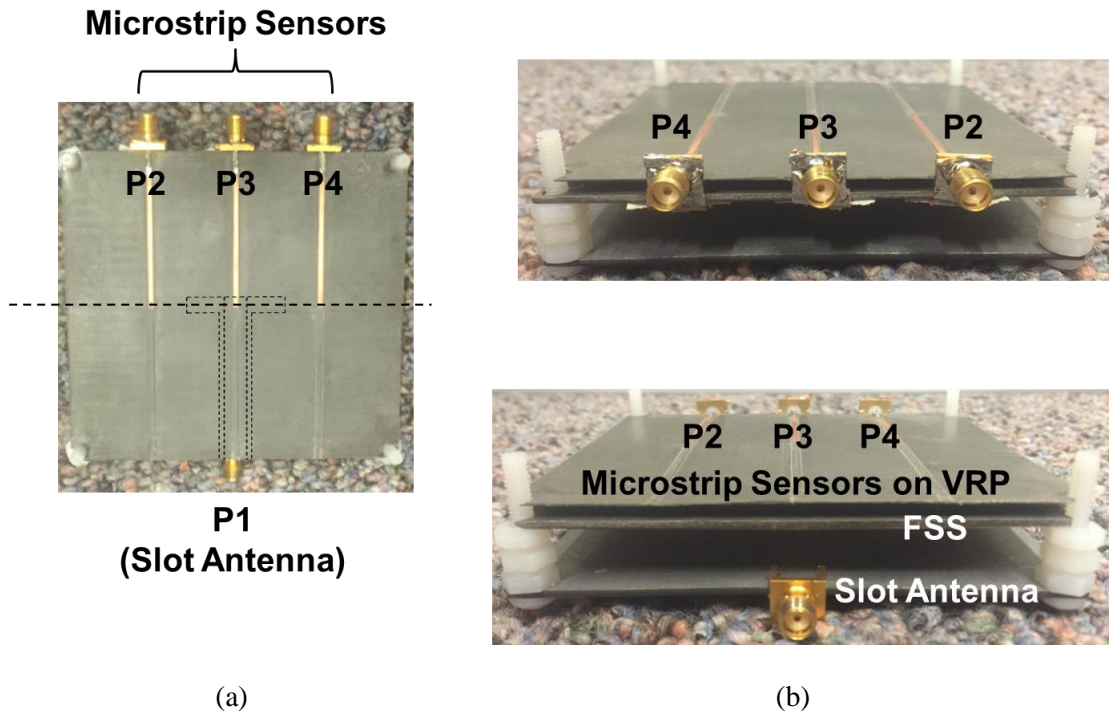 Microstrip Sensors
P2 P3 P4
P1
(Slot Antenna)
(a)
P4 P3 P2
P2 P3 P4
Microstrip Sensors on VRP
FSS
Slot Antenna
(b)